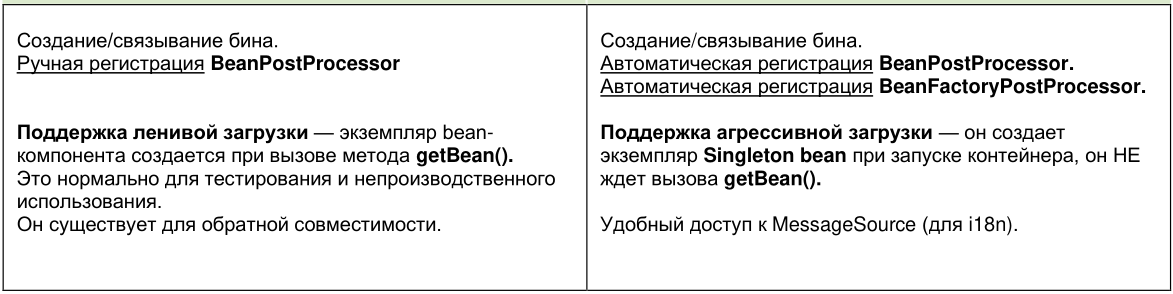 Создание/связывание бина.
Ручная регистрация BeanPostProcessor
Поддержка ленивой загрузки — экземпляр bean-
компонента создается при вызове метода getBean().
Это нормально для тестирования и непроизводственного
использования.
Он существует для обратной совместимости.
Создание/связывание бина.
Автоматическая регистрация BeanPostProcessor.
Автоматическая регистрация BeanFactoryPostProcessor.
Поддержка агрессивной загрузки — он создает
экземпляр Singleton bean при запуске контейнера, он НЕ
ждет вызова getBean().
Удобный доступ к MessageSource (для i18n).